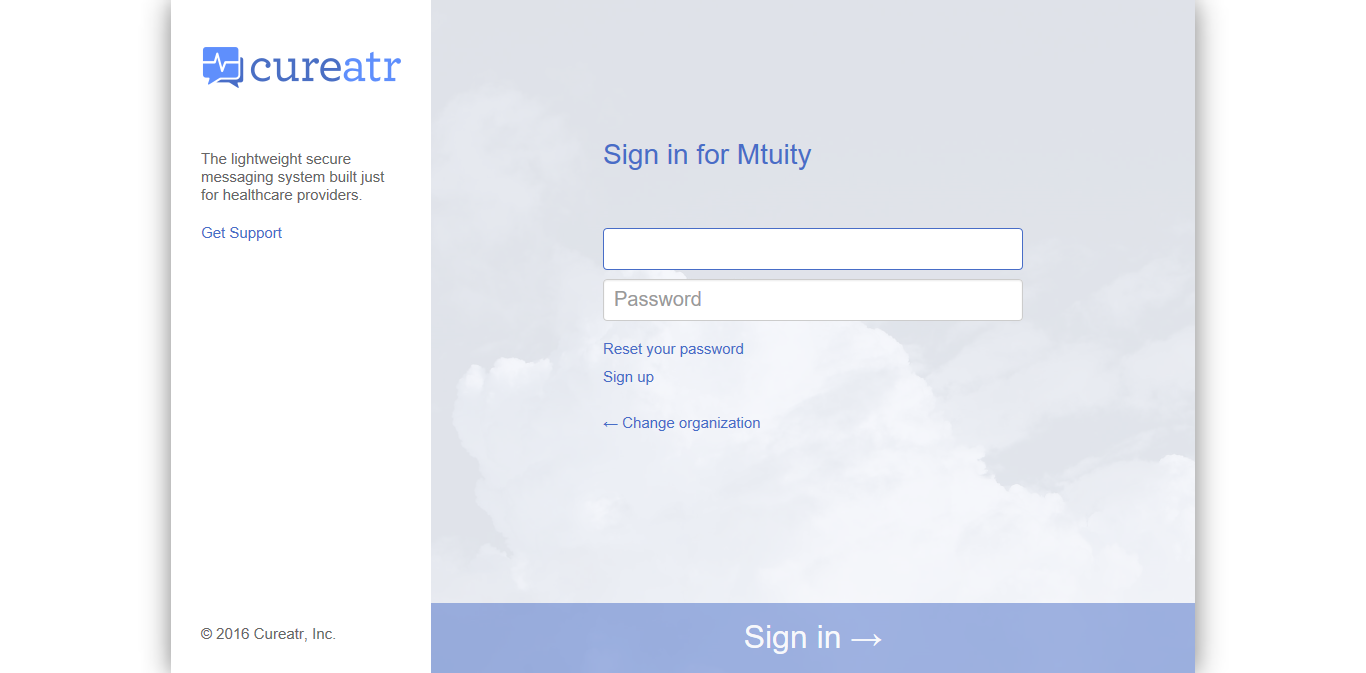 cureatr
The lightweight secure
messaging system built just
for healthcare providers.
Get Support
© 2016 Cureatr, Inc.
Sign in for Mtuity
Password
Reset your password
Sign up
← Change organization
Sign in →